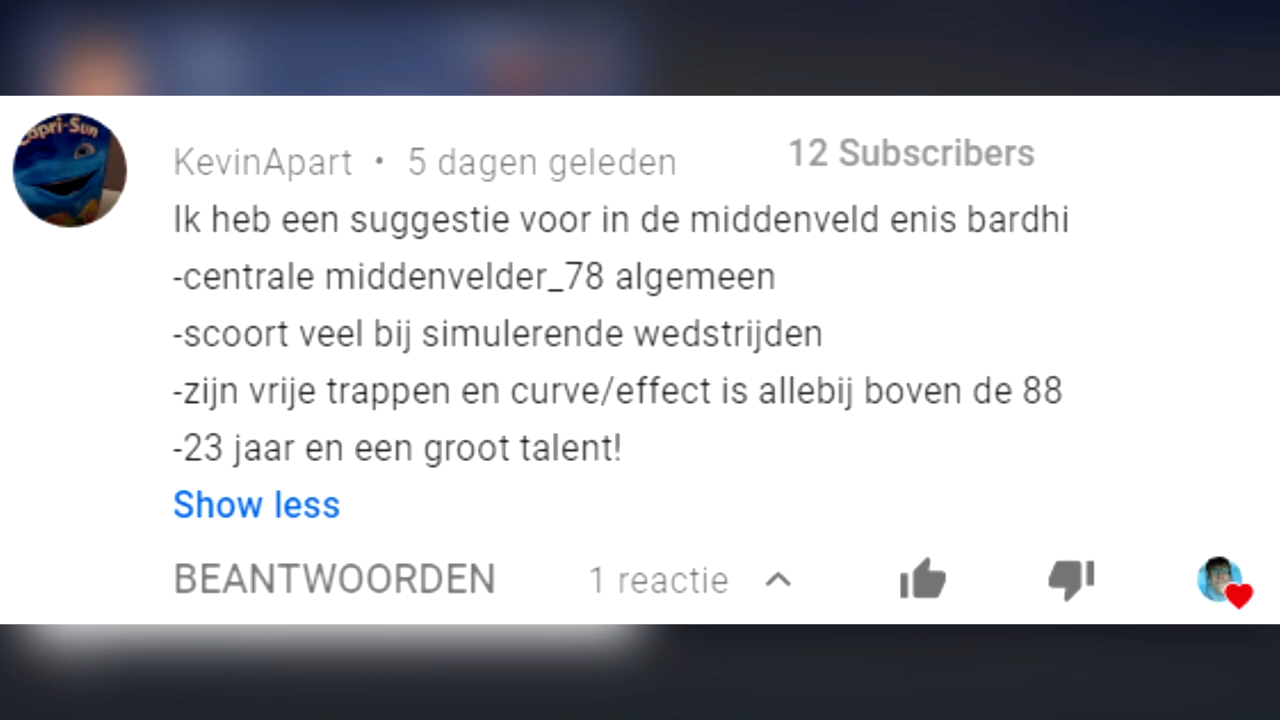 Capri-Sun
KevinApart • 5 dagen geleden
12 Subscribers
Ik heb een suggestie voor in de middenveld enis bardhi
-centrale middenvelder_78 algemeen
-scoort veel bij simulerende wedstrijden
-zijn vrije trappen en curve/effect is allebij boven de 88
-23 jaar en een groot talent!
Show less
BEANTWOORDEN
1 reactie